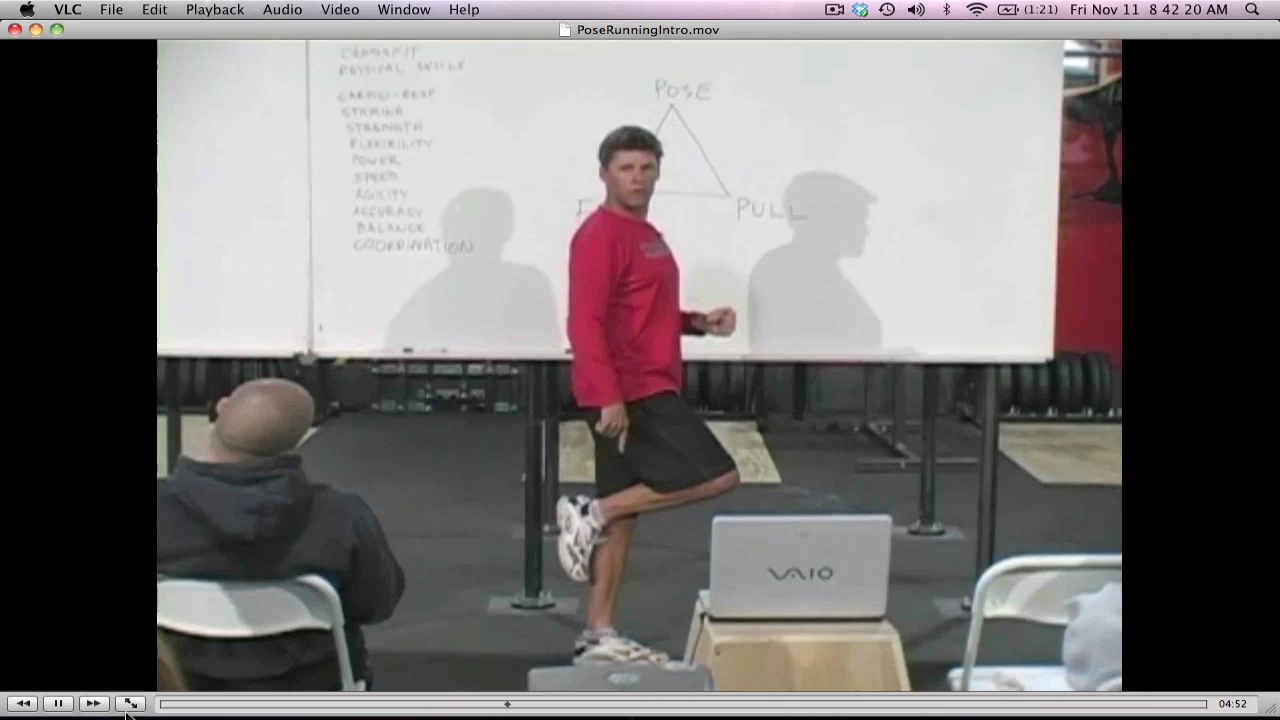 VLC File Edit Playback Audio Video Window Help (1:21) Fri Nov 11 8 42 20 AM
PoseRunningIntro.mov
CROSSFIT
PHYSICAL SKILLS
CARDIO-RESP
STAMINA
STRENGTH
FLEXIBILITY
POWER
SPEED
AGILITY
ACCURACY
BALANCE
COORDINATION
POSE
F
PULL
VAIO
04:52